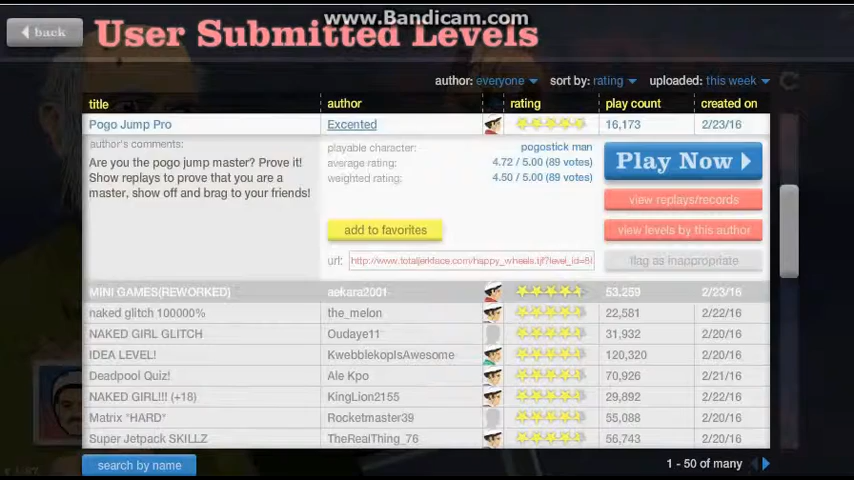 www.Bandicam.com
back
User Submitted Levels
author: everyone sort by: rating uploaded: this week
title author rating play count created on
Pogo Jump Pro Excented 16,173 2/23/16
author's comments:
Are you the pogo jump master? Prove it!
Show replays to prove that you are a
master, show off and brag to your friends!
playable character: pogostick man
average rating: 4.72 / 5.00 (89 votes)
weighted rating: 4.50 / 5.00 (89 votes)
add to favorites
url: http://www.totaljerkface.com/happy_wheels.tjf?level_id=8
Play Now
view replays/records
view levels by this author
flag as inappropriate
MINI GAMES(REWORKED) aekara2001 53,259 2/23/16
naked glitch 100000% the_melon 22,581 2/22/16
NAKED GIRL GLITCH Oudaye11 31,932 2/20/16
IDEA LEVEL! KwebblekopIsAwesome 120,320 2/20/16
Deadpool Quiz! Ale Kpo 70,926 2/21/16
NAKED GIRL!!! (+18) KingLion2155 29,892 2/22/16
Matrix *HARD* Rocketmaster39 55,088 2/20/16
Super Jetpack SKILLZ TheRealThing_76 56,743 2/20/16
search by name
1 - 50 of many